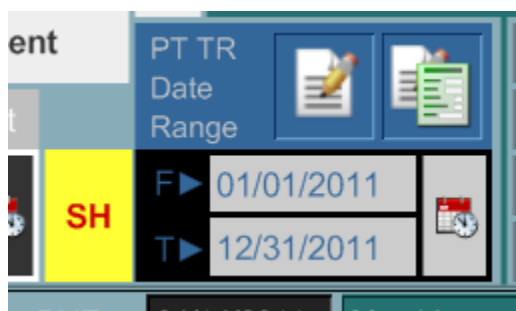 ent
PT TR
Date
Range
SH
F 01/01/2011
T 12/31/2011